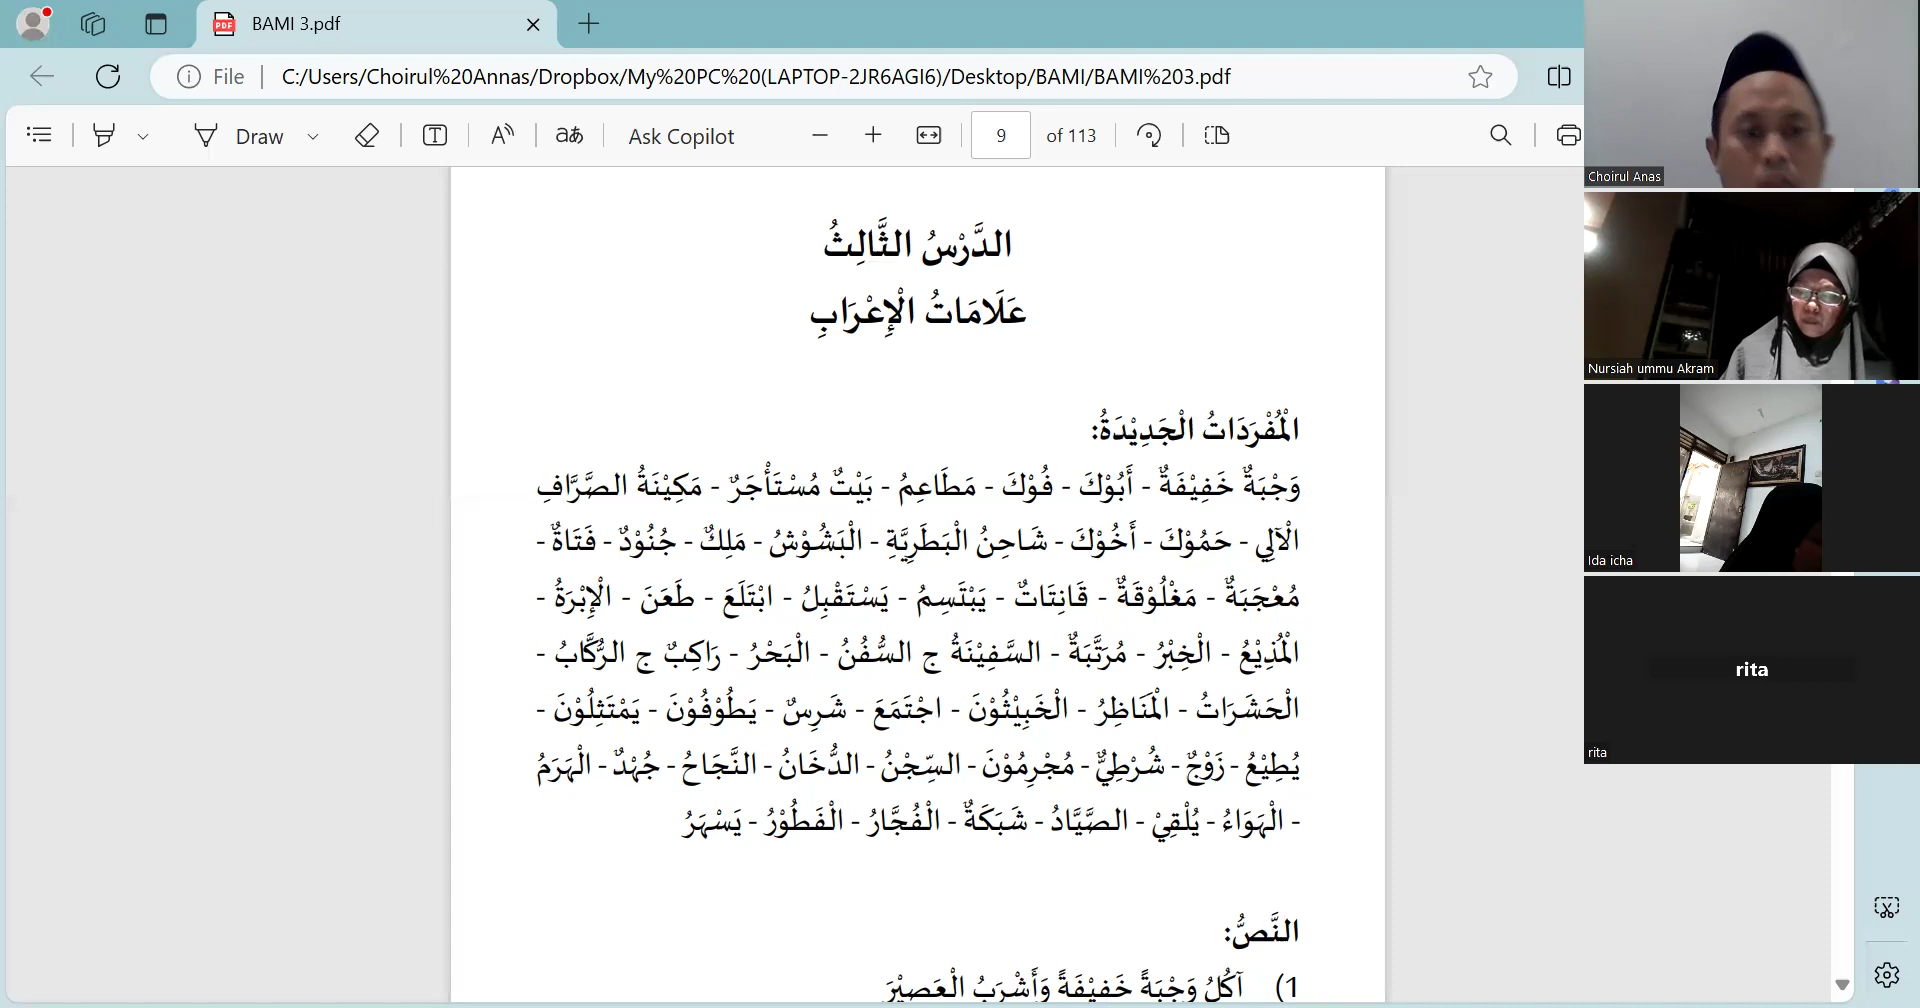 BAMI 3.pdf
File
C:/Users/Choirul%20Annas/Dropbox/My%20PC%20(LAPTOP-2JR6AGI6)/Desktop/BAMI/BAMI%203.pdf
Draw
Ask Copilot
9
of 113
الدَّرْسُ الثَّالِثُ
عَلَامَاتُ الْإِعْرَابِ
الْمُفْرَدَاتُ الْجَدِيْدَةُ:
وَجْبَةٌ خَفِيْفَةٌ - أَبُوْكَ - فُوْكَ - مَطَاعِمُ - بَيْتٌ مُسْتَأْجَرٌ - مَكِيْنَةُ الصَّرَّافِ
الْآلِي - حَمُوْكَ - أَخُوْكَ - شَاحِنُ الْبَطَرِيَّةِ - الْبَشُوْشُ - مَلِكٌ - جُنُوْدٌ - فَتَاةٌ -
مُعْجَبَةٌ - مَغْلُوْقَةٌ - قَانِتَاتٌ - يَبْتَسِمُ - يَسْتَقْبِلُ - ابْتَلَعَ - طَعَنَ - الْإِبْرَةُ -
الْمُذِيْعُ - الْخِبْرُ - مُرَتَّبَةٌ - السَّفِيْنَةُ ج السُّفُنُ - الْبَحْرُ - رَاكِبٌ ج الرُّكَّابُ -
الْحَشَرَاتُ - الْمَنَاظِرُ - الْخَبِيْثُوْنَ - اجْتَمَعَ - شَرِسٌ - يَطُوْفُوْنَ - يَمْتَثِلُوْنَ -
يُطِيْعُ - زَوْجٌ - شُرْطِيٌّ - مُجْرِمُوْنَ - السِّجْنُ - الدُّخَانُ - النَّجَاحُ - جُهْدٌ - الْهَرَمُ
- الْهَوَاءُ - يُلْقِيْ - الصَّيَّادُ - شَبَكَةٌ - الْفُجَّارُ - الْفَطُوْرُ - يَسْهَرُ
النَّصُّ:
1) آكُلُ وَجْبَةً خَفِيْفَةً وَأَشْرَبُ الْعَصِيْرَ
Choirul Anas
Nursiah ummu Akram
Ida icha
rita
rita